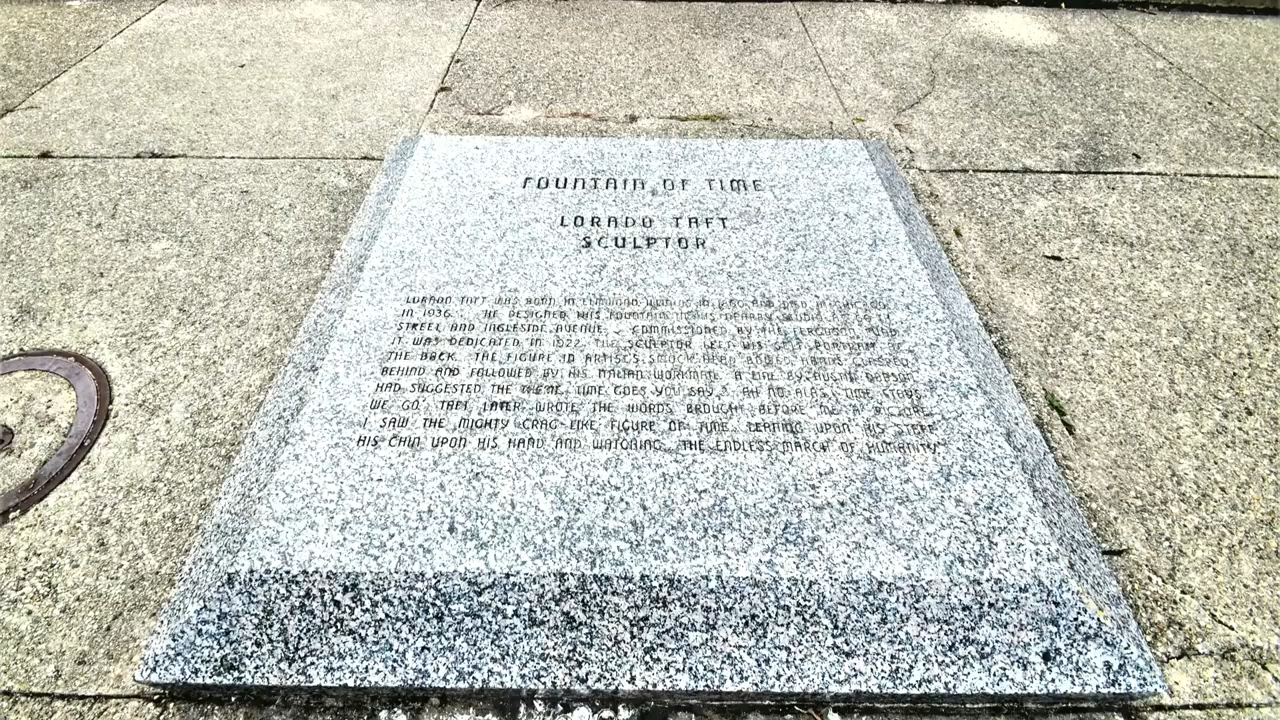 FOUNTAIN OF TIME
LORADO TAFT
SCULPTOR
LORADO TAFT WAS BORN IN ELMWOOD, ILLINOIS IN 1860 AND DIED IN CHICAGO
IN 1936. HE DESIGNED THIS FOUNTAIN IN HIS NEARBY STUDIO AT 60 TH
STREET AND INGLESIDE AVENUE. COMMISSIONED BY THE FERGUSON FUND
IT WAS DEDICATED IN 1922. THE SCULPTOR LEFT HIS SELF PORTRAIT
THE BACK. THE FIGURE IN ARTISTS SMOCK HEAD HANDS CLASPED
BEHIND AND FOLLOWED BY HIS ITALIAN WORKMAN. A LINE BY AUSTIN DOBSON
HAD SUGGESTED THE THEME. TIME GOES YOU SAY? AH NO, ALAS, TIME STAYS
WE GO. TAFT LATER WROTE THE WORDS BROUGHT BEFORE ME A PICTURE
I SAW THE MIGHTY CRAG-LIKE FIGURE OF TIME LEANING UPON HIS STAFF
HIS CHIN UPON HIS HAND AND WATCHING THE ENDLESS MARCH OF HUMANITY.